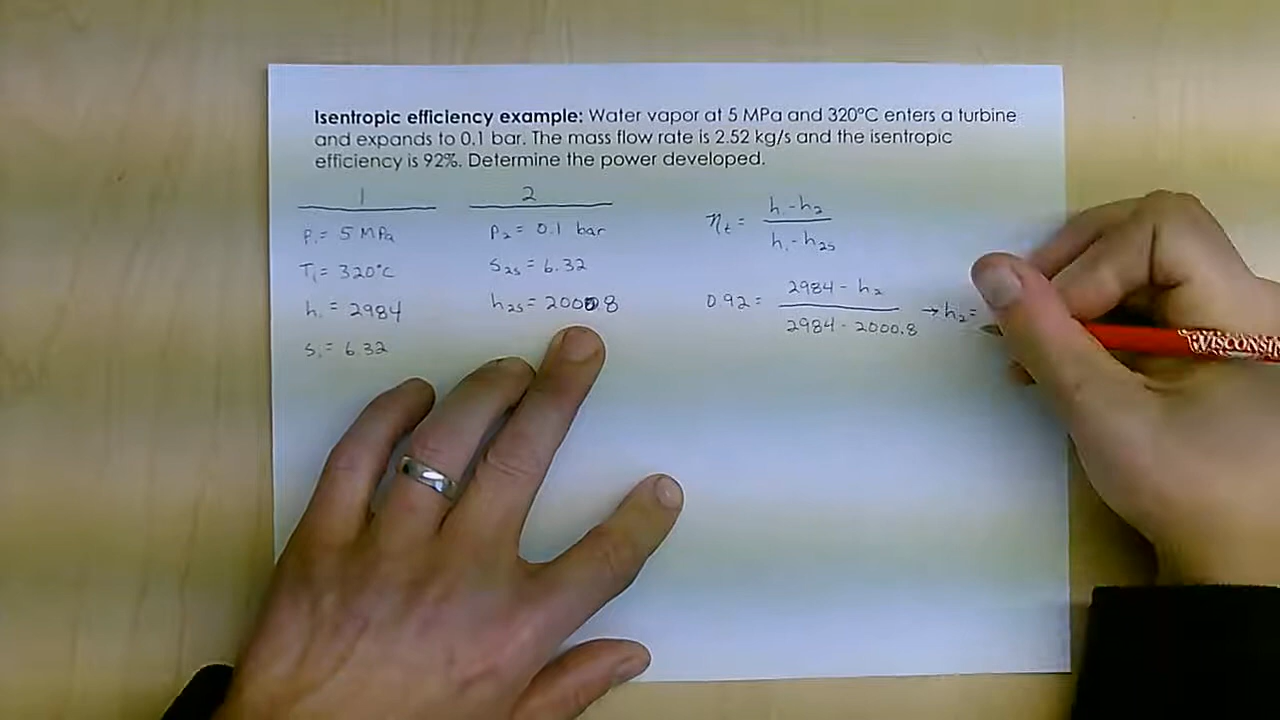 Isentropic efficiency example: Water vapor at 5 MPa and 320°C enters a turbine
and expands to 0.1 bar. The mass flow rate is 2.52 kg/s and the isentropic
efficiency is 92%. Determine the power developed.
1
P₁ = 5 MPa
T₁ = 320°C
h₁ = 2984
s₁ = 6.32
2
P₂ = 0.1 bar
s₂s = 6.32
h₂s = 2000.8
ηt = h₁-h₂ / h₁-h₂s
0.92 = 2984 - h₂ / 2984 - 2000.8 → h₂ =
WISCONSIN